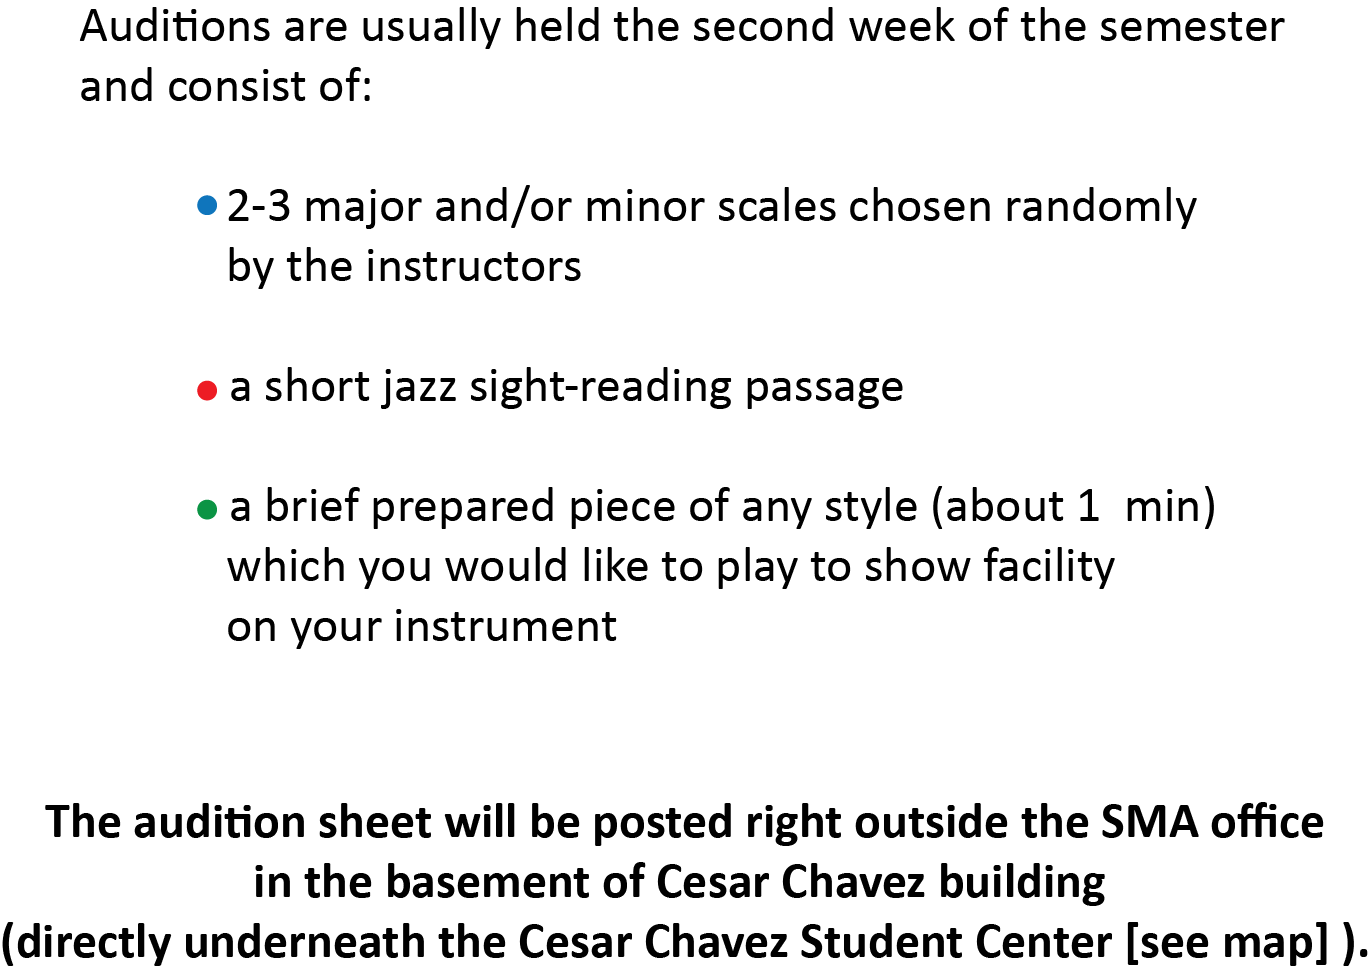 Auditions are usually held the second week of the semester
and consist of:
• 2-3 major and/or minor scales chosen randomly
by the instructors
• a short jazz sight-reading passage
• a brief prepared piece of any style (about 1  min)
which you would like to play to show facility
on your instrument
The audition sheet will be posted right outside the SMA office
in the basement of Cesar Chavez building
(directly underneath the Cesar Chavez Student Center [see map] ).